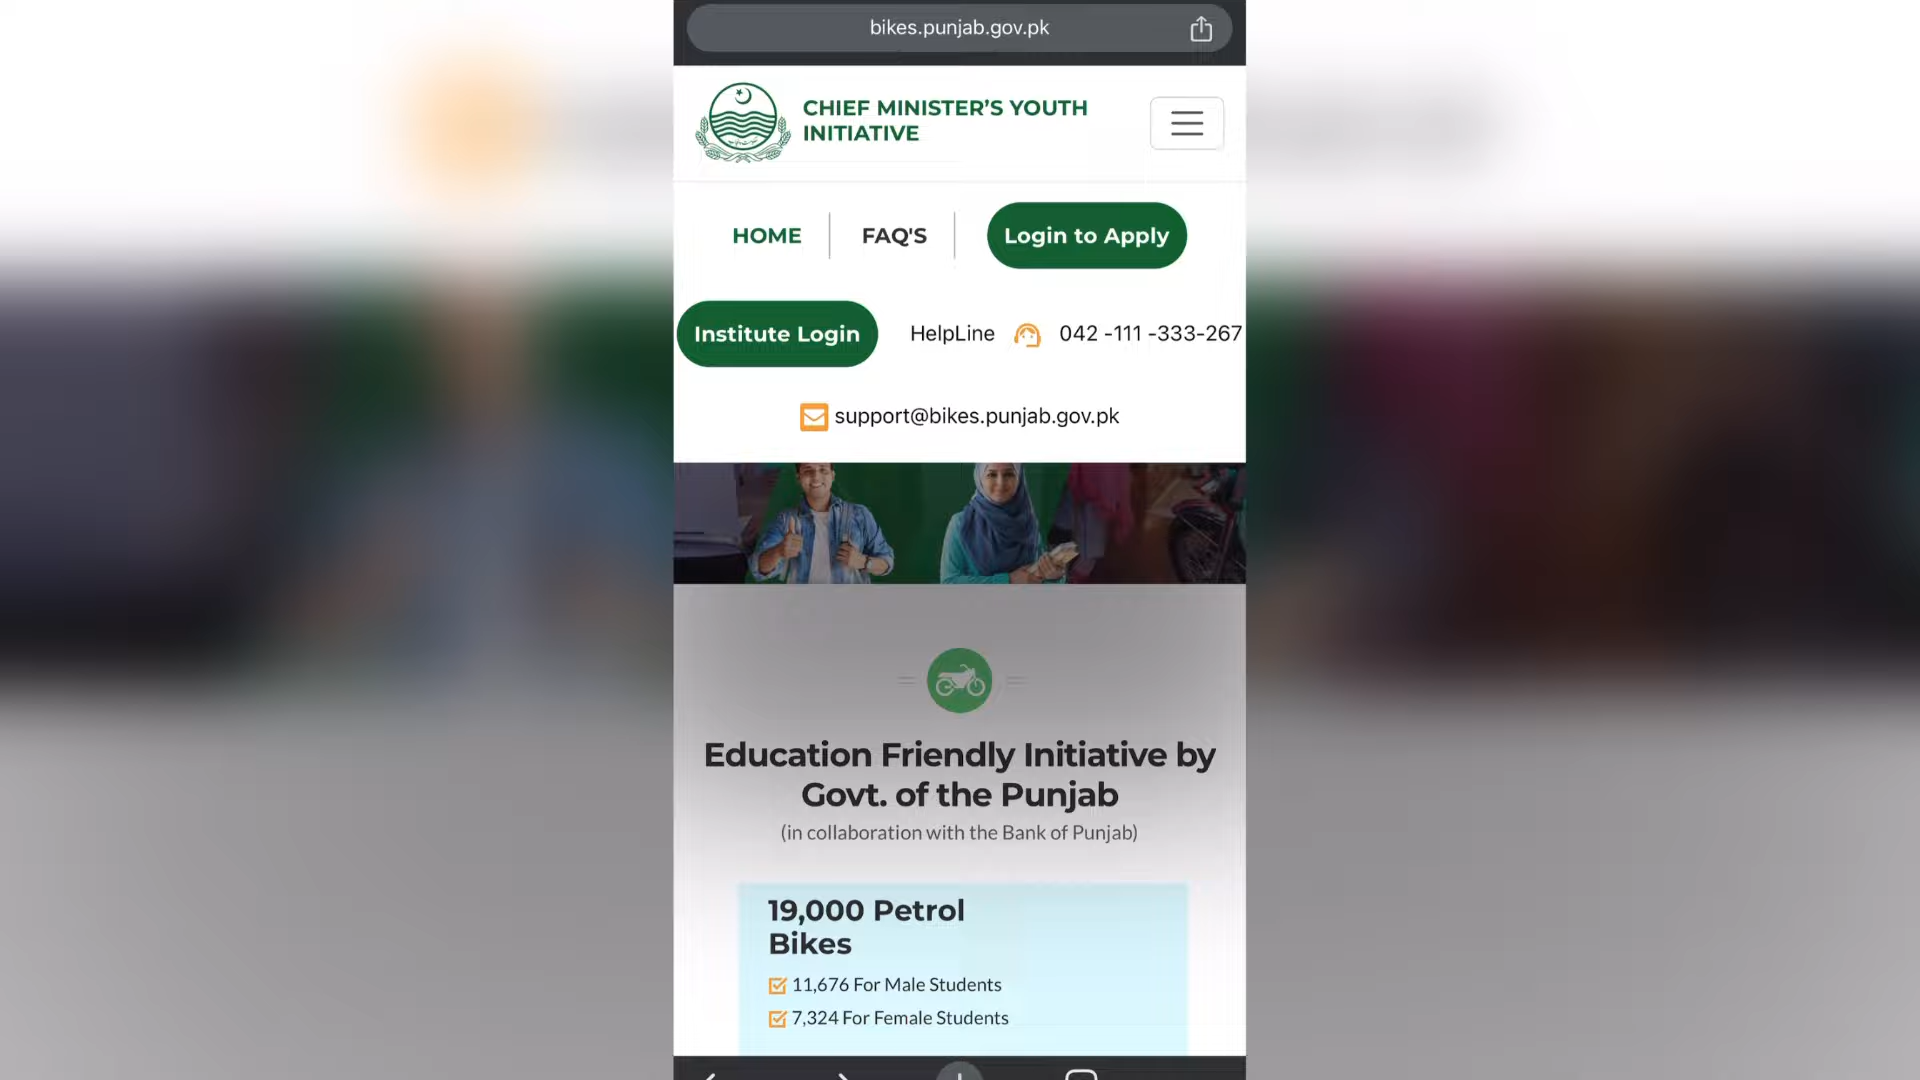 bikes.punjab.gov.pk
CHIEF MINISTER’S YOUTH
INITIATIVE
HOME
FAQ'S
Login to Apply
Institute Login
HelpLine
042 -111 -333-267
support@bikes.punjab.gov.pk
Education Friendly Initiative by
Govt. of the Punjab
(in collaboration with the Bank of Punjab)
19,000 Petrol
Bikes
11,676 For Male Students
7,324 For Female Students